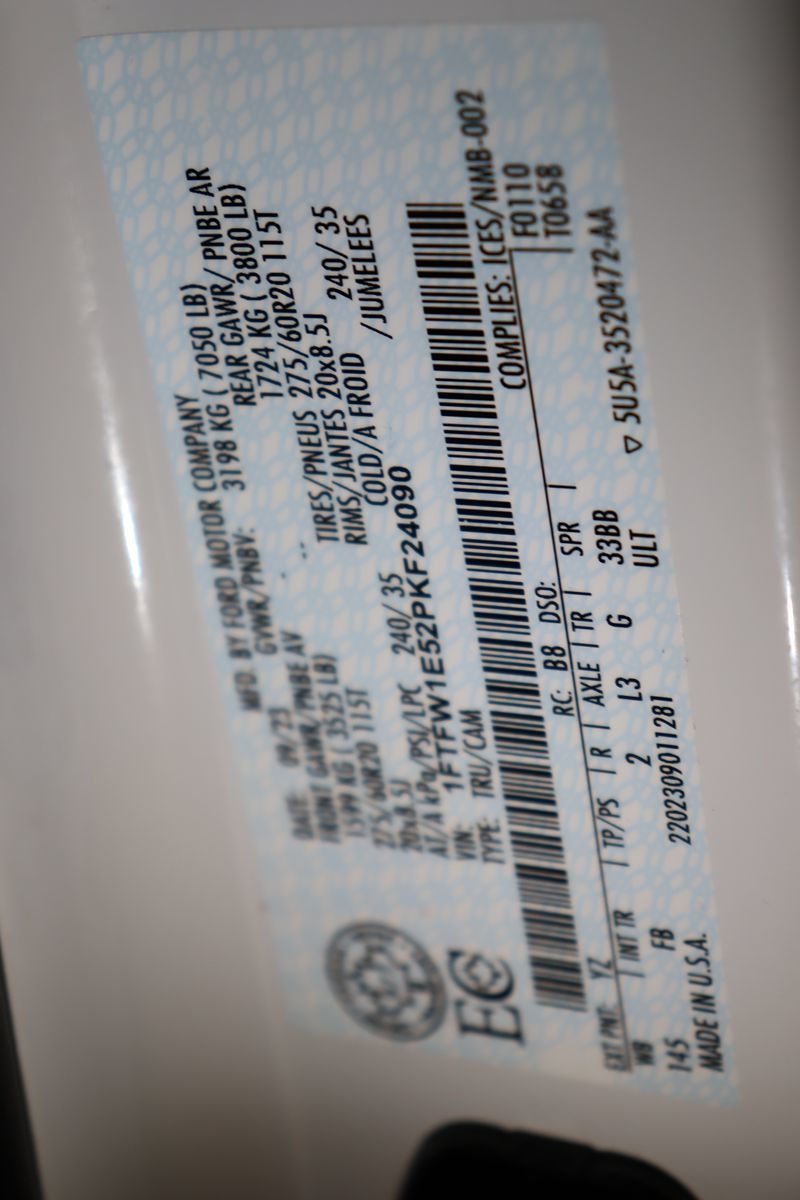 MFD. BY FORD MOTOR COMPANY
DATE: 09/23 GVWR/PNBV: 3198 KG ( 7050 LB)
FRONT GAWR/PNBE AV REAR GAWR/ PNBE AR
1599 KG ( 3525 LB) 1724 KG ( 3800 LB)
275/60R20 115T TIRES/PNEUS 275/60R20 115T
20x8.5J RIMS/JANTES 20x8.5J
AT/A kPa/PSI/LPC 240/ 35 COLD/A FROID 240/ 35
VIN: 1FTFW1E52PKF24090 /JUMELEES
TYPE: TRU/CAM
EC
COMPLIES: ICES/NMB-002
EXT PNT: YZ RC: B8 DSO: F0110
WB | INT TR | TP/PS | R | AXLE | TR | SPR | T0658
145 FB 2 L3 G 33BB
2202309011281 ULT
MADE IN U.S.A. ▽ 5U5A-3520472-AA